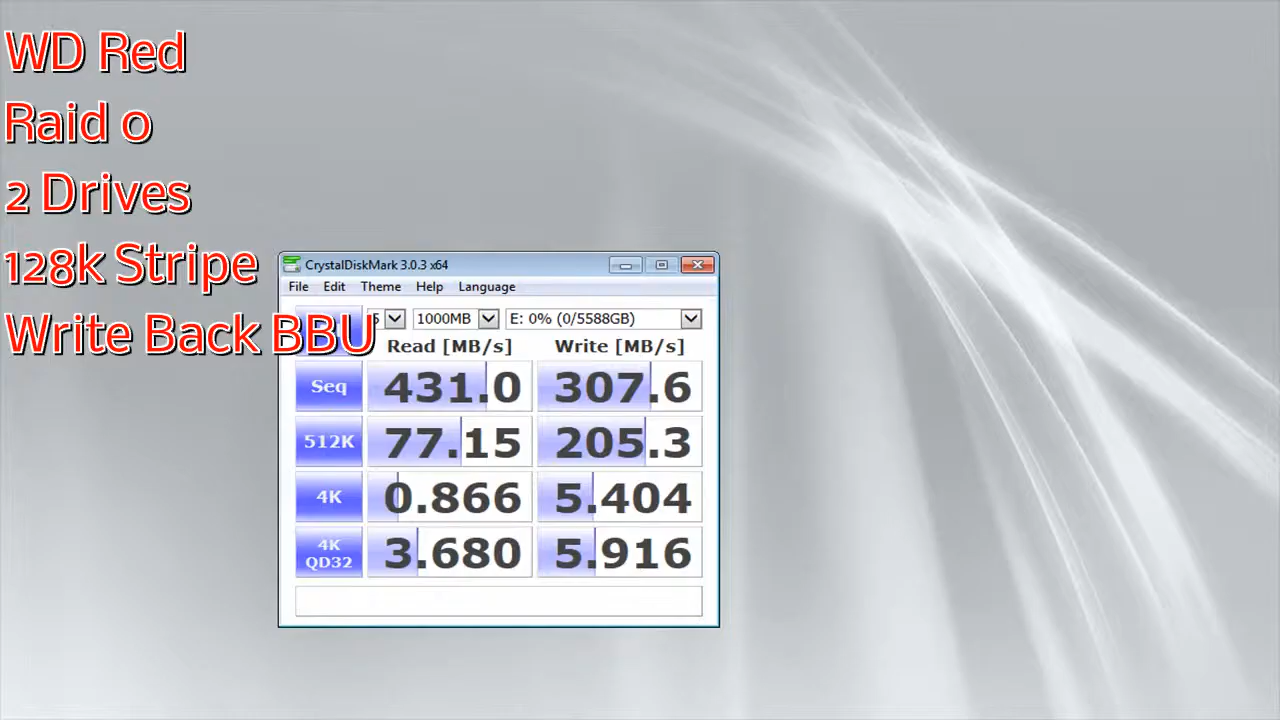 WD Red
Raid 0
2 Drives
128k Stripe
Write Back BBU
CrystalDiskMark 3.0.3 x64
File Edit Theme Help Language
1000MB E: 0% (0/5588GB)
Read [MB/s] Write [MB/s]
Seq 431.0 307.6
512K 77.15 205.3
4K 0.866 5.404
4K
QD32 3.680 5.916